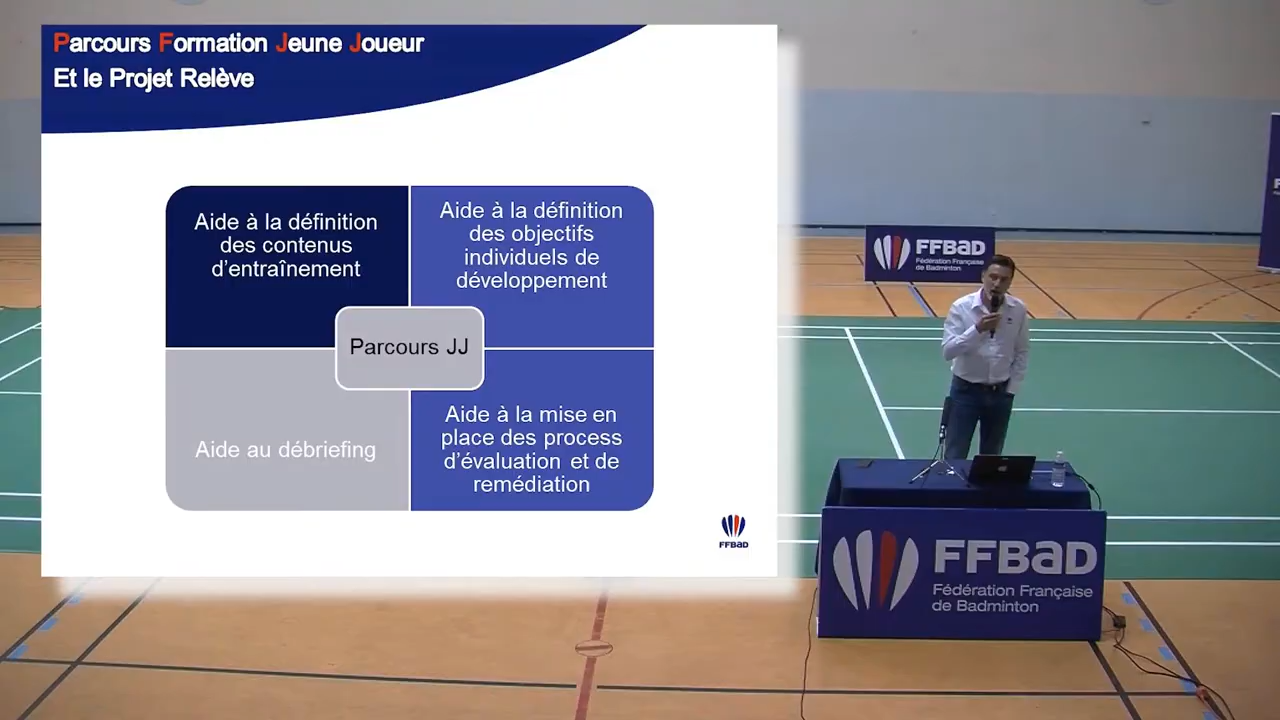 Parcours Formation Jeune Joueur
Et le Projet Relève
Aide à la définition
des contenus
d'entraînement
Aide à la définition
des objectifs
individuels de
développement
Parcours JJ
Aide au débriefing
Aide à la mise en
place des process
d'évaluation et de
remédiation
FFBaD
FFBaD
Fédération Française
de Badminton
FFBaD
Fédération Française
de Badminton